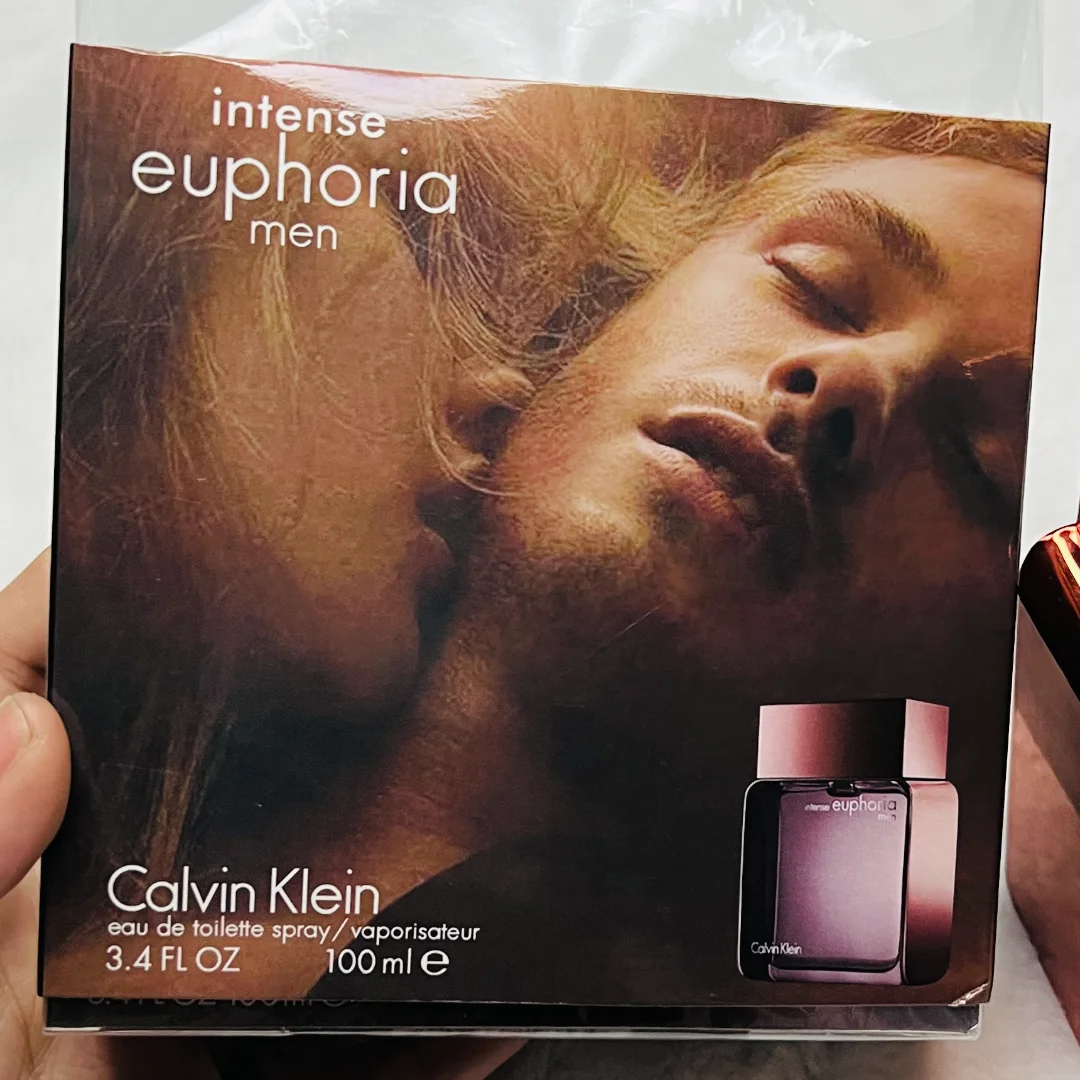 intense
euphoria
men
intense euphoria
men
Calvin Klein
Calvin Klein
eau de toilette spray/vaporisateur
3.4 FL OZ 100 ml e